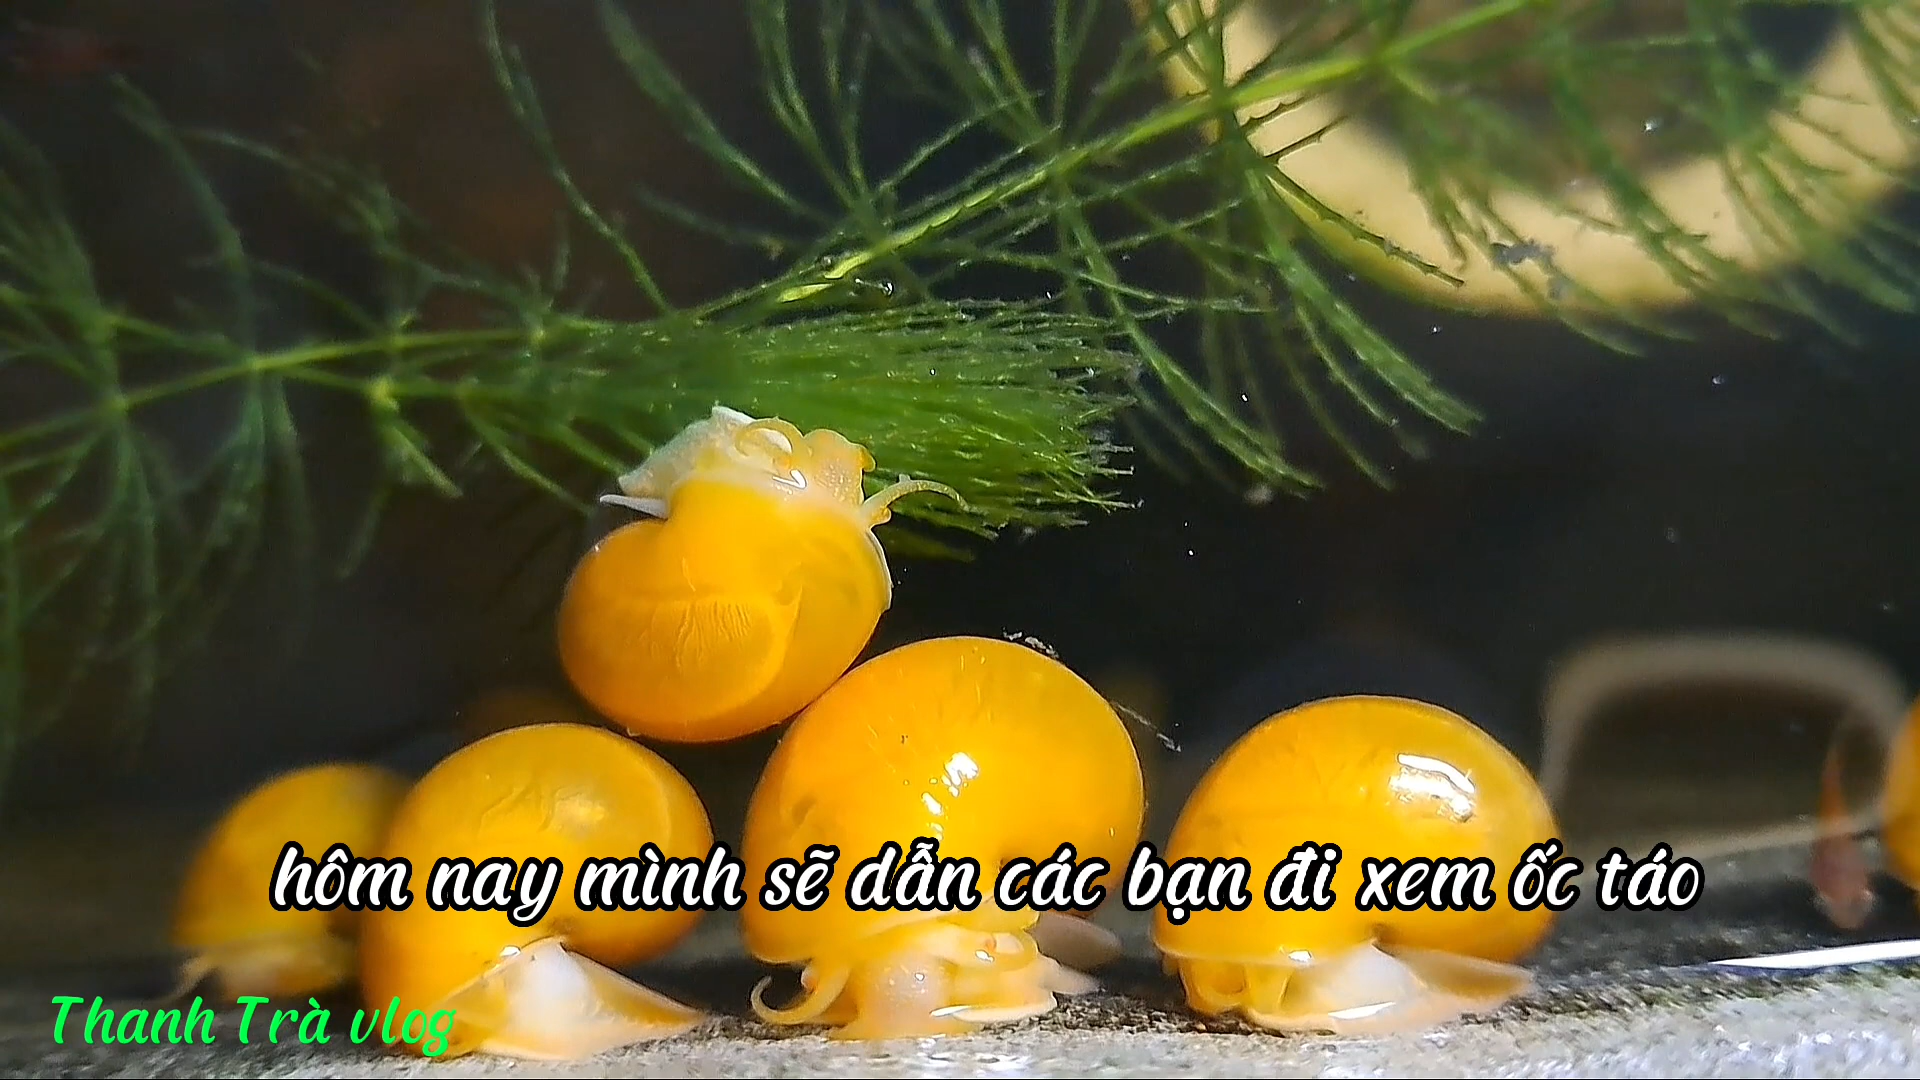 hôm nay mình sẽ dẫn các bạn đi xem ốc táo
Thanh Trà vlog